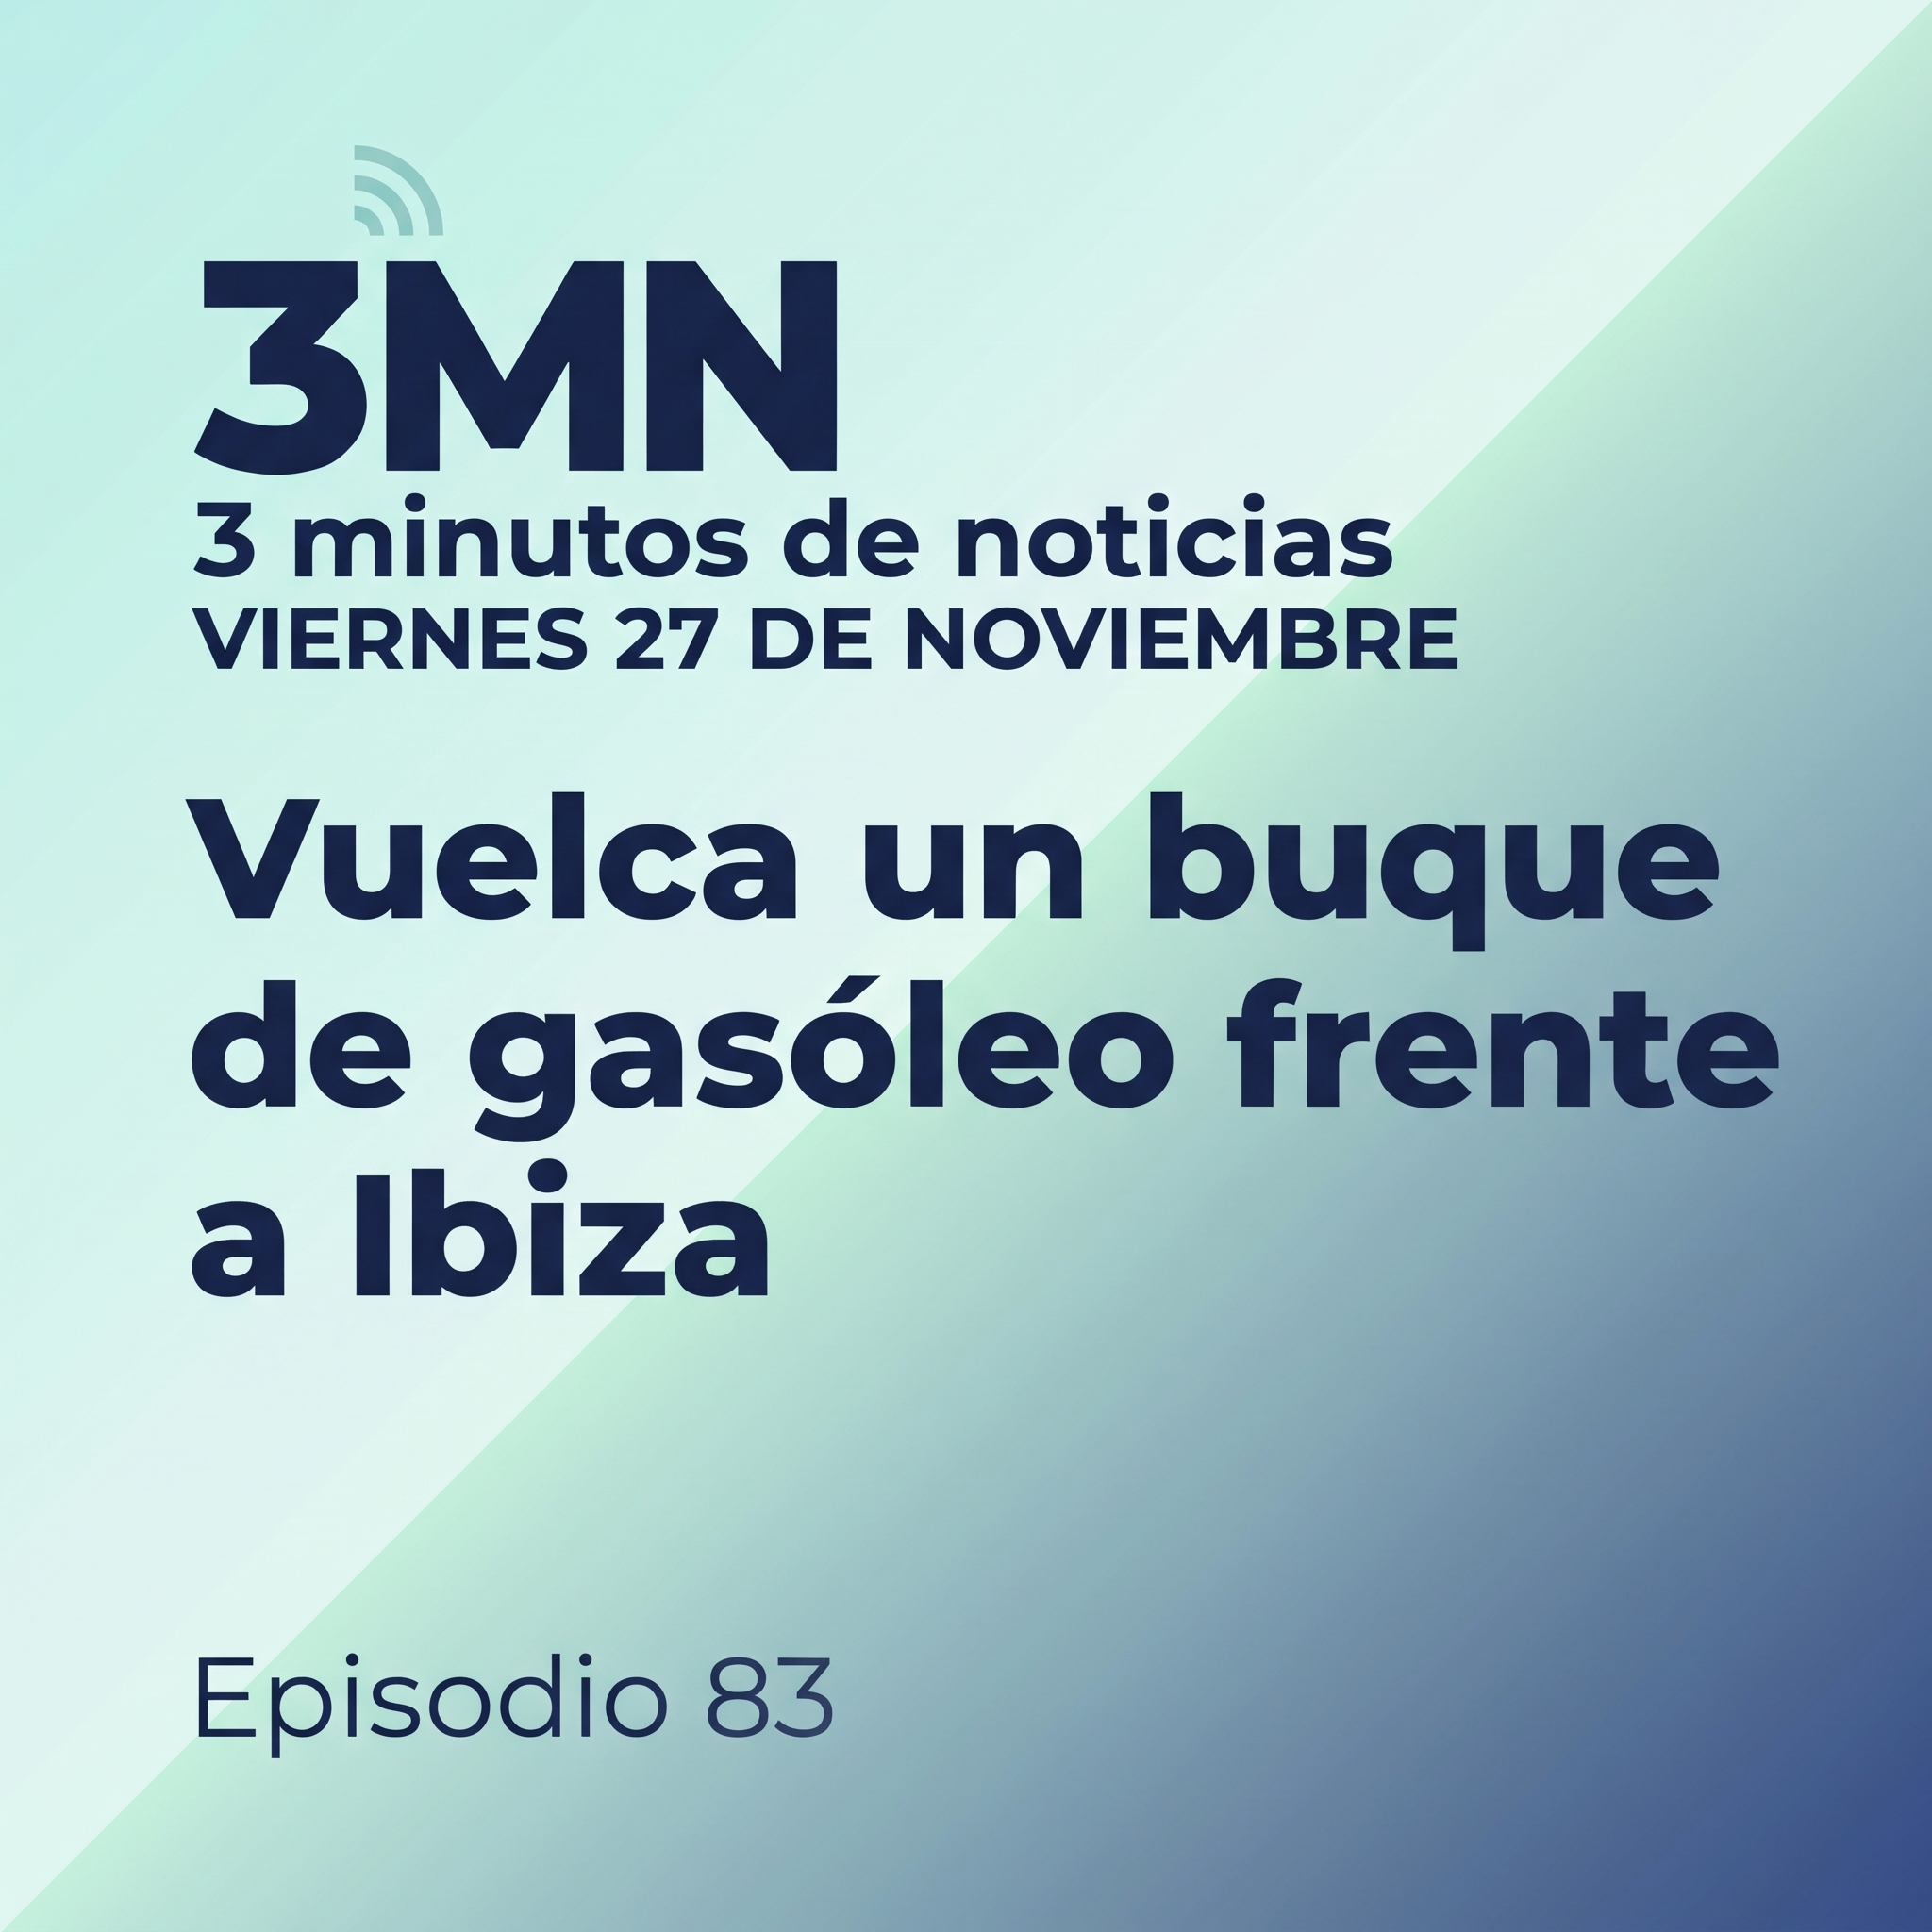 3MN
3 minutos de noticias
VIERNES 27 DE NOVIEMBRE
Vuelca un buque
de gasóleo frente
a Ibiza
Episodio 83